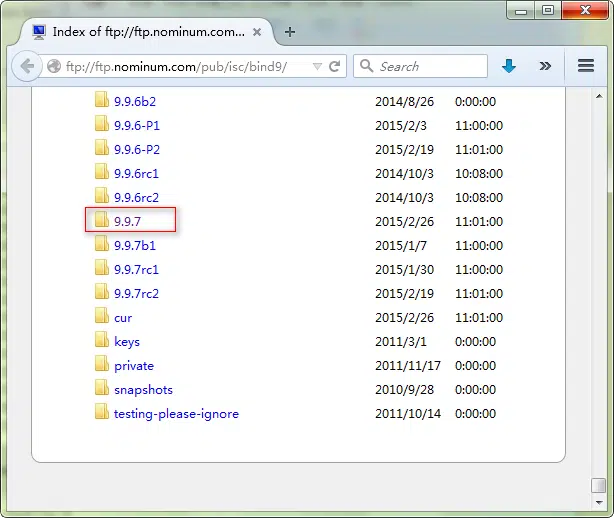 Index of ftp://ftp.nominum.com...
ftp://ftp.nominum.com/pub/isc/bind9/
Search
9.9.6b2 2014/8/26 0:00:00
9.9.6-P1 2015/2/3 11:00:00
9.9.6-P2 2015/2/19 11:01:00
9.9.6rc1 2014/10/3 10:08:00
9.9.6rc2 2014/10/3 10:08:00
9.9.7 2015/2/26 11:01:00
9.9.7b1 2015/1/7 11:00:00
9.9.7rc1 2015/1/30 11:00:00
9.9.7rc2 2015/2/19 11:01:00
cur 2015/2/26 11:01:00
keys 2011/3/1 0:00:00
private 2011/11/17 0:00:00
snapshots 2010/9/28 0:00:00
testing-please-ignore 2011/10/14 0:00:00